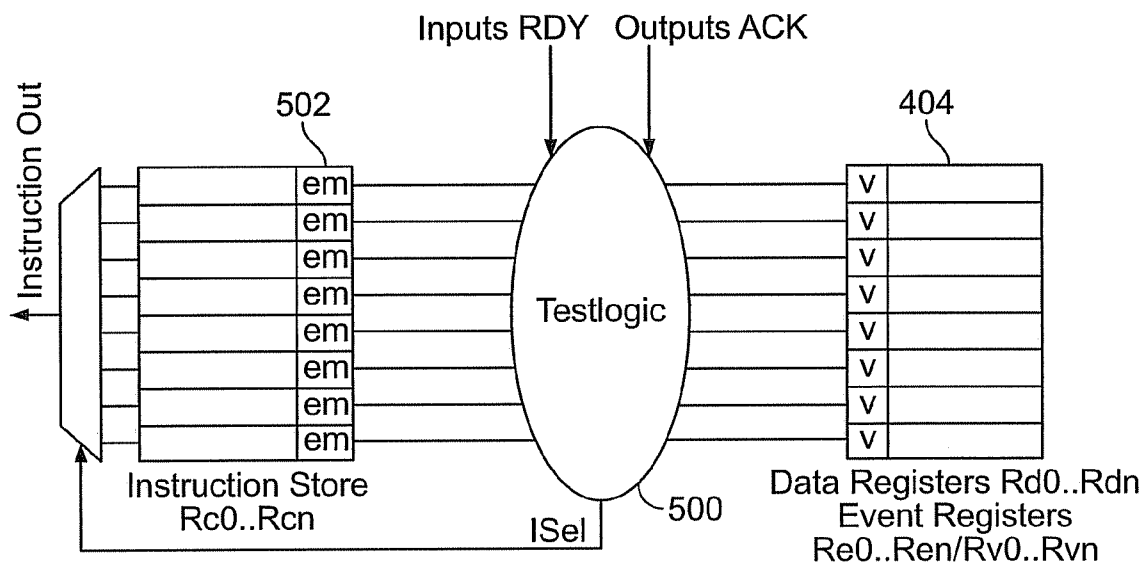 Inputs RDY Outputs ACK
Instruction Out
502
404
em v
em v
em v
em v
Testlogic
em v
em v
em v
em v
Instruction Store
Rc0..Rcn
ISel
500
Data Registers Rd0..Rdn
Event Registers
Re0..Ren/Rv0..Rvn